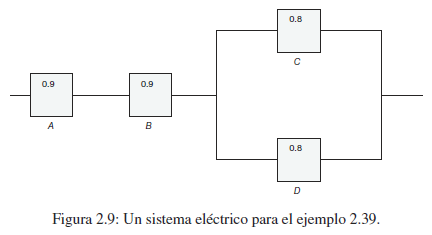 0.8
C
0.9
0.9
A
B
0.8
D
Figura 2.9: Un sistema eléctrico para el ejemplo 2.39.